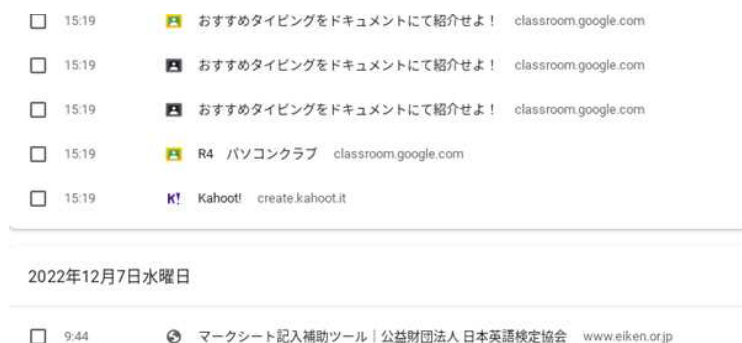 15:19 おすすめタイピングをドキュメントにて紹介せよ！ classroom.google.com
15:19 おすすめタイピングをドキュメントにて紹介せよ！ classroom.google.com
15:19 おすすめタイピングをドキュメントにて紹介せよ！ classroom.google.com
15:19 R4 パソコンクラブ classroom.google.com
15:19 K! Kahoot! create.kahoot.it
2022年12月7日水曜日
9:44 マークシート記入補助ツール｜公益財団法人 日本英語検定協会 www.eiken.or.jp